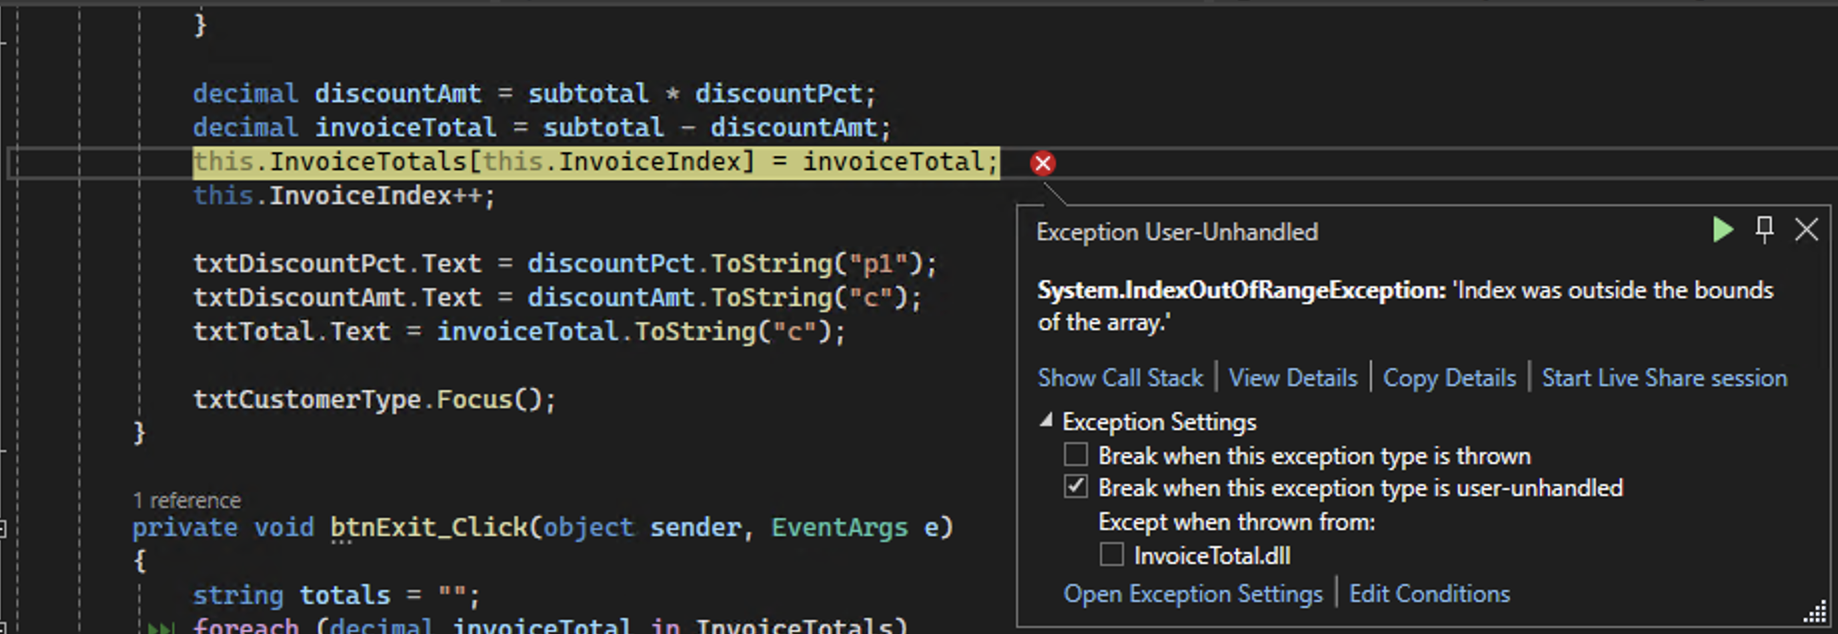 }
decimal discountAmt = subtotal * discountPct;
decimal invoiceTotal = subtotal - discountAmt;
this.InvoiceTotals[this.InvoiceIndex] = invoiceTotal;
this.InvoiceIndex++;
txtDiscountPct.Text = discountPct.ToString("p1");
txtDiscountAmt.Text = discountAmt.ToString("c");
txtTotal.Text = invoiceTotal.ToString("c");
txtCustomerType.Focus();
}
1 reference
private void btnExit_Click(object sender, EventArgs e)
{
string totals = "";
foreach (decimal invoiceTotal in InvoiceTotals)
Exception User-Unhandled
System.IndexOutOfRangeException: 'Index was outside the bounds
of the array.'
Show Call Stack | View Details | Copy Details | Start Live Share session
Exception Settings
Break when this exception type is thrown
Break when this exception type is user-unhandled
Except when thrown from:
InvoiceTotal.dll
Open Exception Settings | Edit Conditions